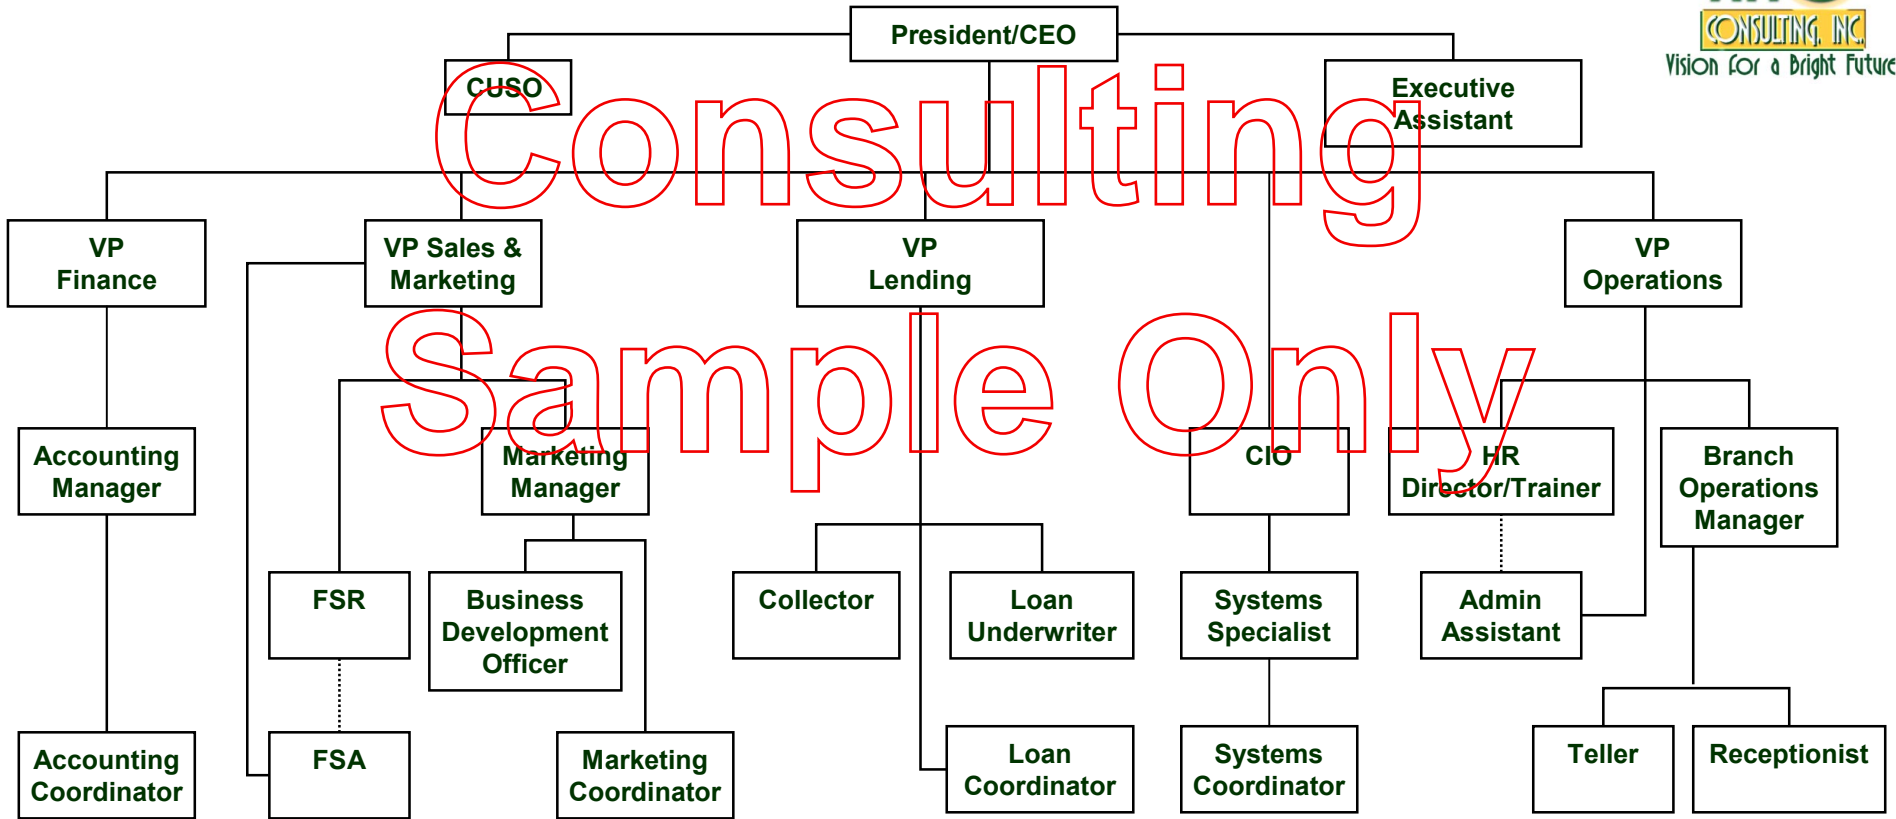 President/CEO
CONSULTING, INC.
Vision for a Bright Future
CUSO
Executive
Assistant
Consulting
VP
Finance
VP Sales &
Marketing
VP
Lending
VP
Operations
Sample Only
Accounting
Manager
Marketing
Manager
CIO
HR
Director/Trainer
Branch
Operations
Manager
FSR
Business
Development
Officer
Collector
Loan
Underwriter
Systems
Specialist
Admin
Assistant
Accounting
Coordinator
FSA
Marketing
Coordinator
Loan
Coordinator
Systems
Coordinator
Teller
Receptionist